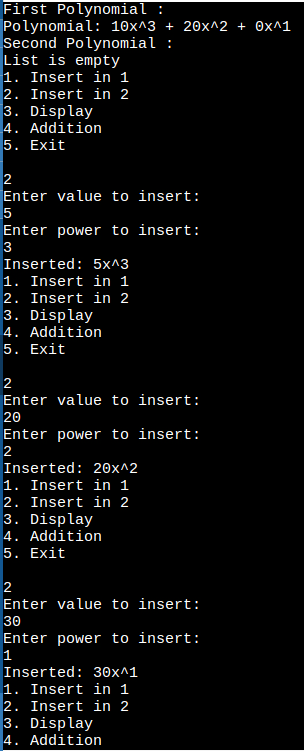 First Polynomial :
Polynomial: 10x^3 + 20x^2 + 0x^1
Second Polynomial :
List is empty
1. Insert in 1
2. Insert in 2
3. Display
4. Addition
5. Exit

2
Enter value to insert:
5
Enter power to insert:
3
Inserted: 5x^3
1. Insert in 1
2. Insert in 2
3. Display
4. Addition
5. Exit

2
Enter value to insert:
20
Enter power to insert:
2
Inserted: 20x^2
1. Insert in 1
2. Insert in 2
3. Display
4. Addition
5. Exit

2
Enter value to insert:
30
Enter power to insert:
1
Inserted: 30x^1
1. Insert in 1
2. Insert in 2
3. Display
4. Addition